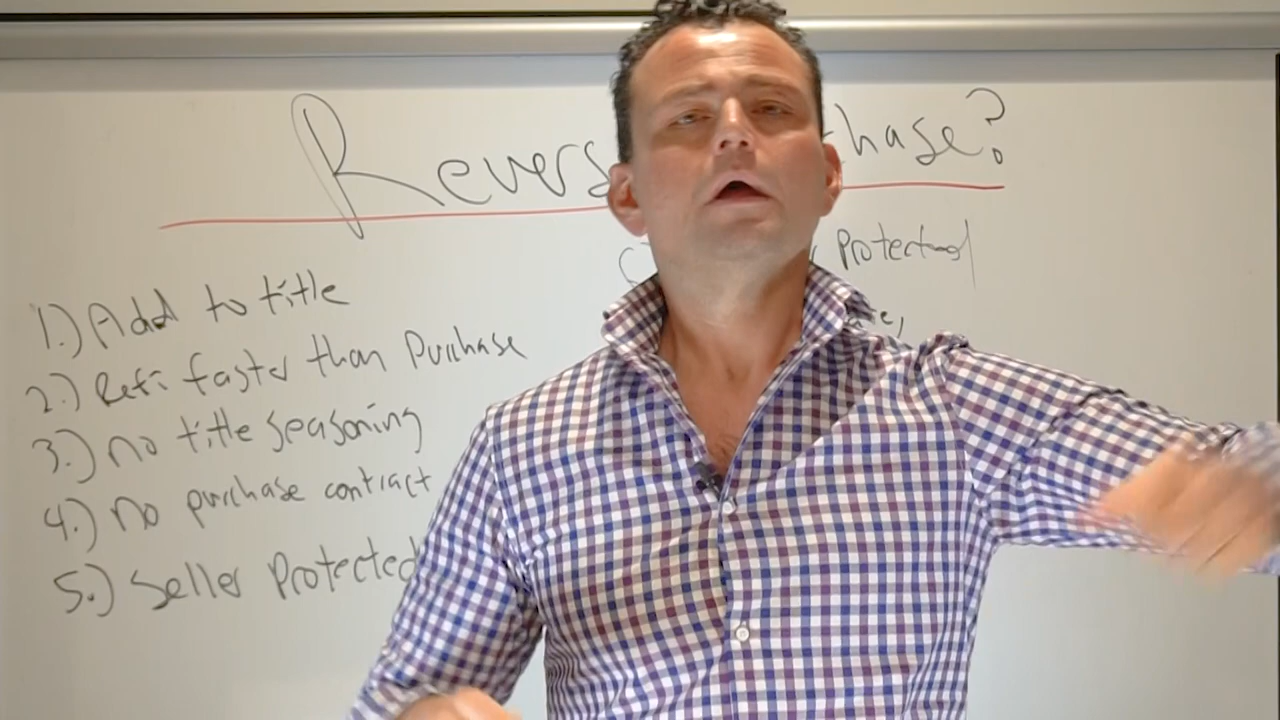 Revers hase?
Protected
1.) Add to title
2.) Refi faster than Purchase
3.) no title seasoning
4.) no purchase contract
5.) Seller Protected